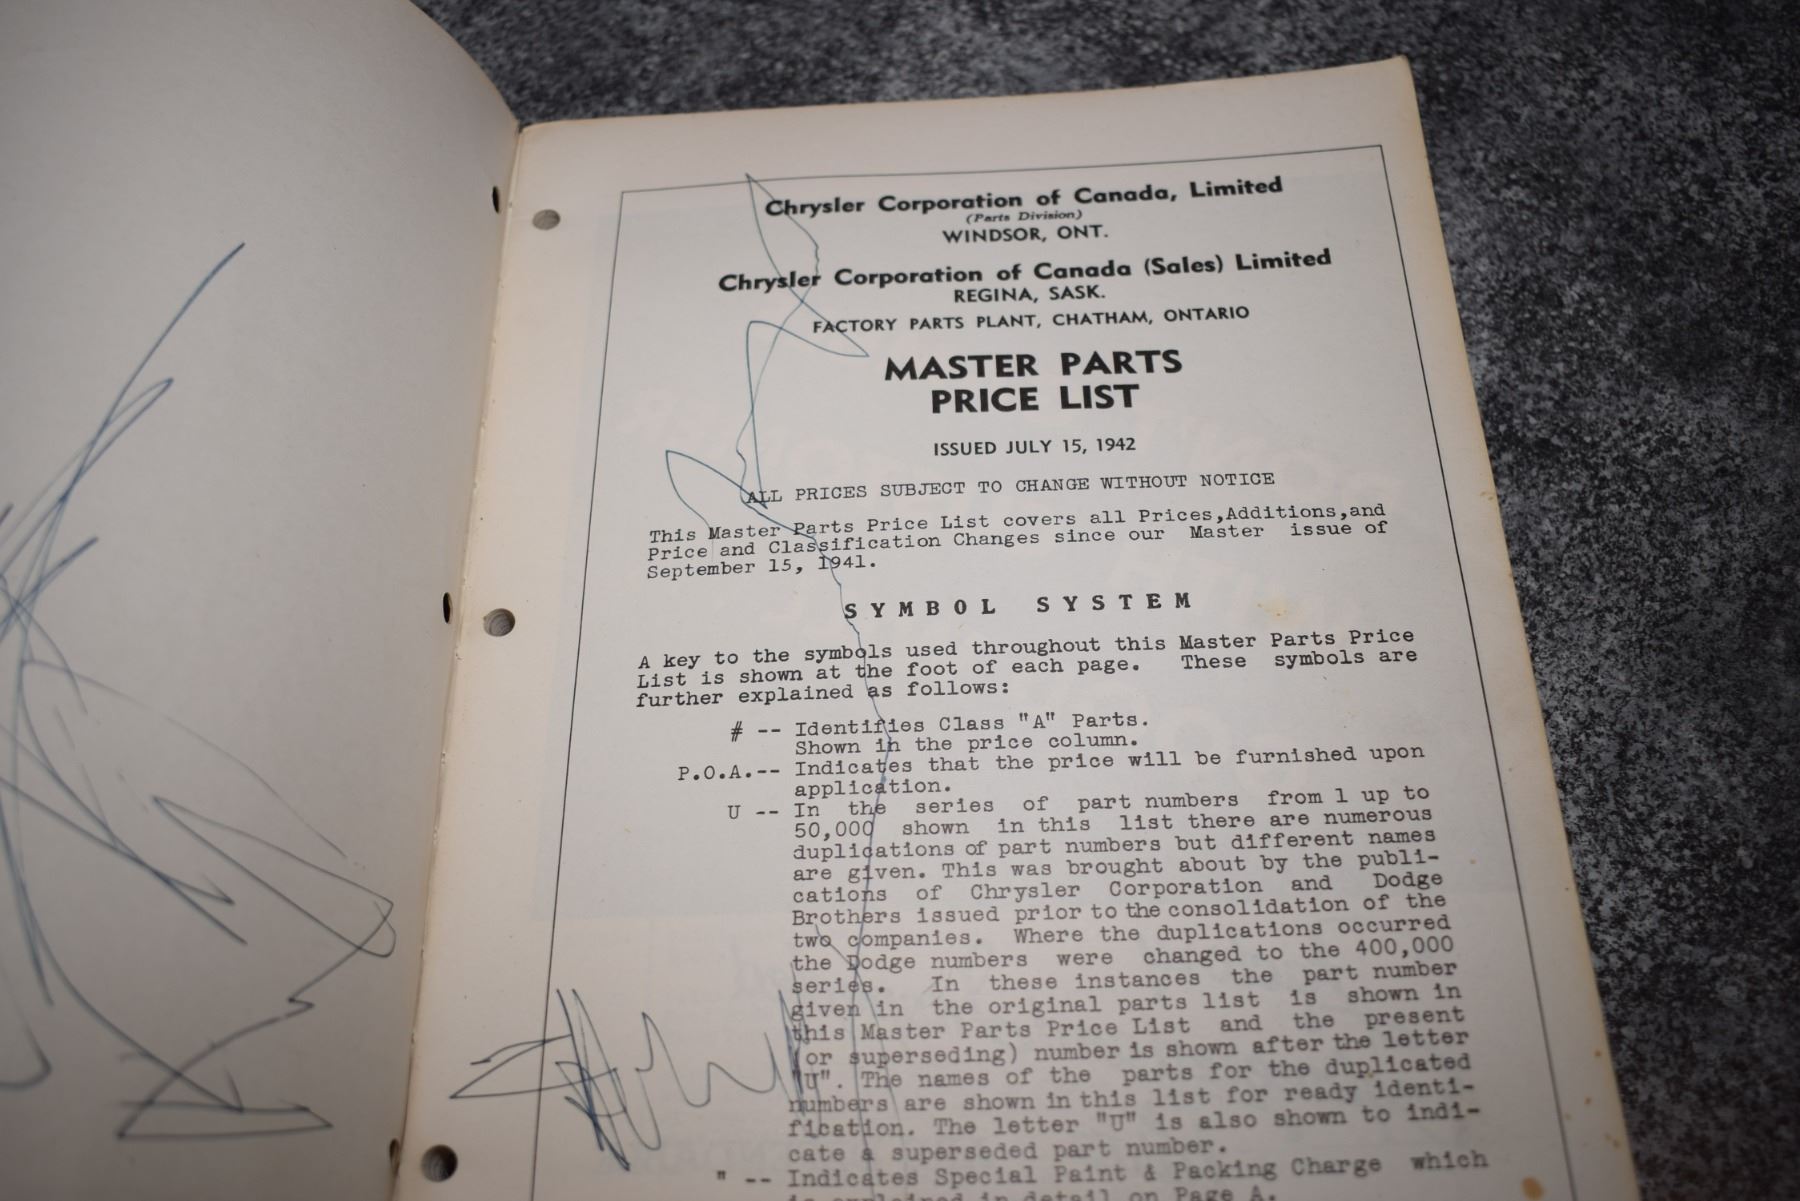 Chrysler Corporation of Canada, Limited
(Parts Division)
WINDSOR, ONT.
Chrysler Corporation of Canada (Sales) Limited
REGINA, SASK.
FACTORY PARTS PLANT, CHATHAM, ONTARIO
MASTER PARTS
PRICE LIST
ISSUED JULY 15, 1942
ALL PRICES SUBJECT TO CHANGE WITHOUT NOTICE
This Master Parts Price List covers all Prices,Additions,and
Price and Classification Changes since our Master issue of
September 15, 1941.
SYMBOL SYSTEM
A key to the symbols used throughout this Master Parts Price
List is shown at the foot of each page. These symbols are
further explained as follows:
# -- Identifies Class "A" Parts.
Shown in the price column.
P.O.A.-- Indicates that the price will be furnished upon
application.
U -- In the series of part numbers from 1 up to
50,000 shown in this list there are numerous
duplications of part numbers but different names
are given. This was brought about by the publi-
cations of Chrysler Corporation and Dodge
Brothers issued prior to the consolidation of the
two companies. Where the duplications occurred
the Dodge numbers were changed to the 400,000
series. In these instances the part number
given in the original parts list is shown in
this Master Parts Price List and the present
(or superseding) number is shown after the letter
"U". The names of the parts for the duplicated
numbers are shown in this list for ready identi-
fication. The letter "U" is also shown to indi-
cate a superseded part number.
" -- Indicates Special Paint & Packing Charge which
is explained in detail on Page A.